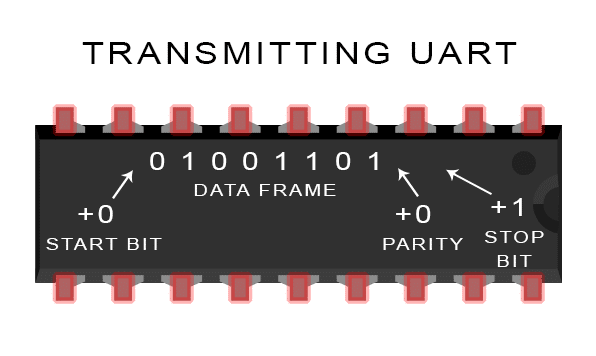 TRANSMITTING UART
0 1 0 0 1 1 0 1
DATA FRAME
+0
START BIT
+0
PARITY
+1
STOP
BIT